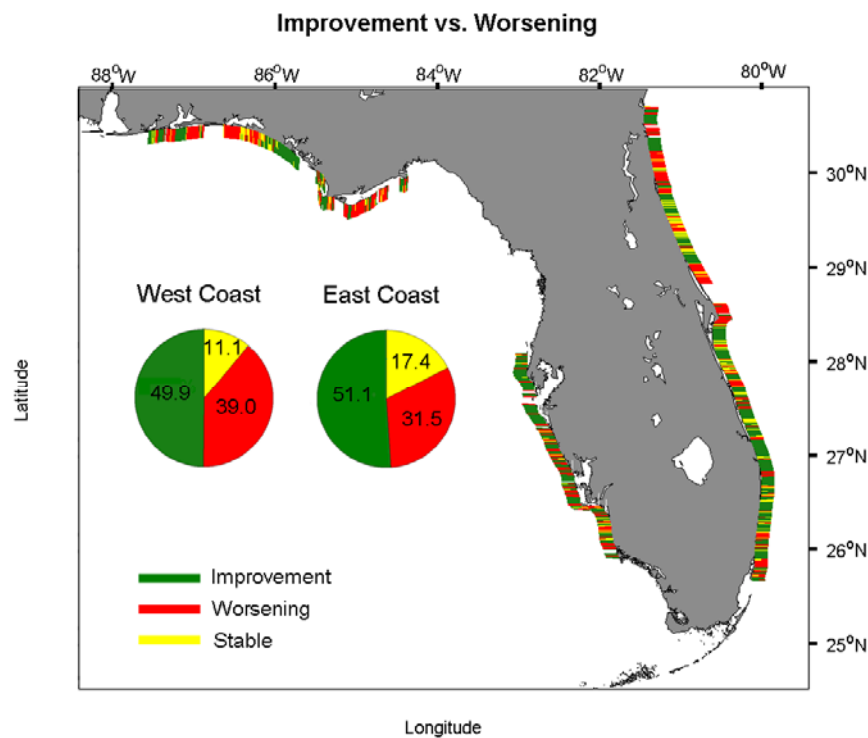 Improvement vs. Worsening
88°W 86°W 84°W 82°W 80°W
30°N
29°N
28°N
27°N
26°N
25°N
Latitude
West Coast
11.1
49.9
39.0
East Coast
17.4
51.1
31.5
Improvement
Worsening
Stable
Longitude